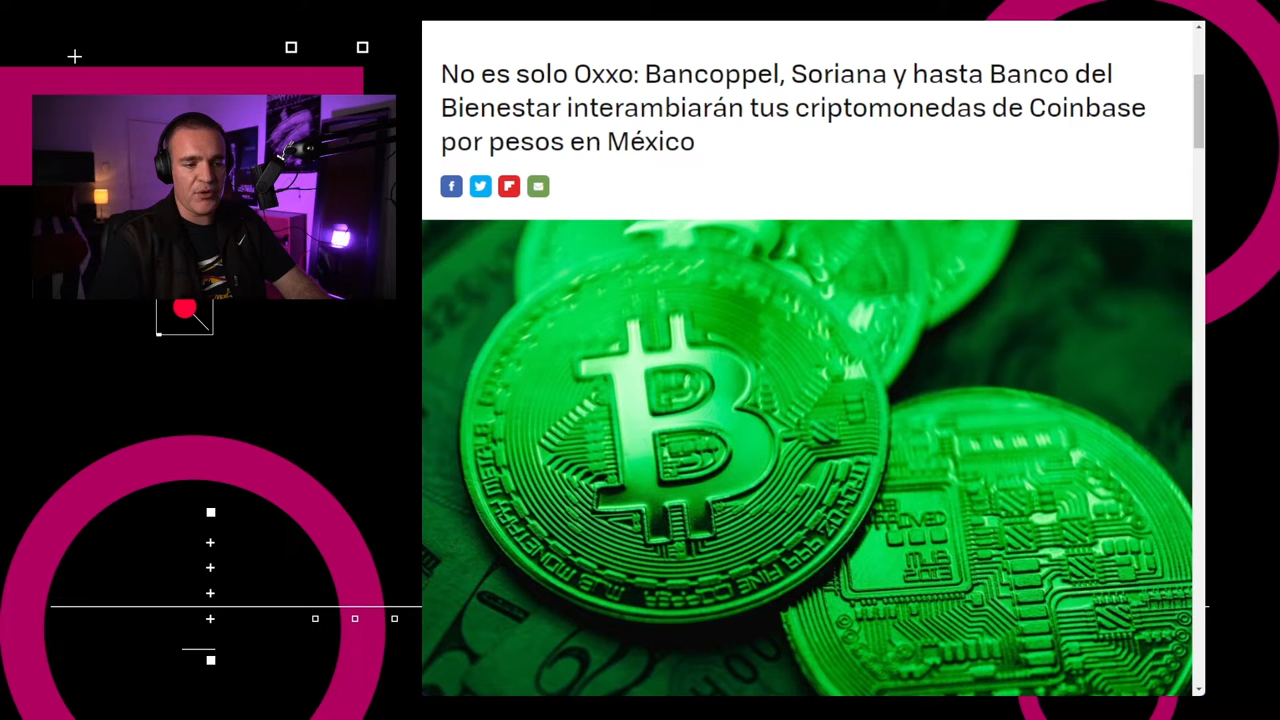 No es solo Oxxo: Bancoppel, Soriana y hasta Banco del
Bienestar interambiarán tus criptomonedas de Coinbase
por pesos en México